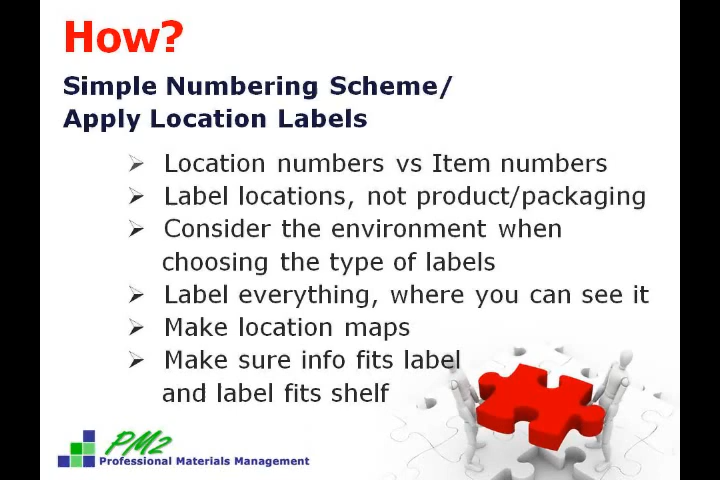 How?
Simple Numbering Scheme/
Apply Location Labels
Location numbers vs Item numbers
Label locations, not product/packaging
Consider the environment when
choosing the type of labels
Label everything, where you can see it
Make location maps
Make sure info fits label
and label fits shelf
PM2
Professional Materials Management